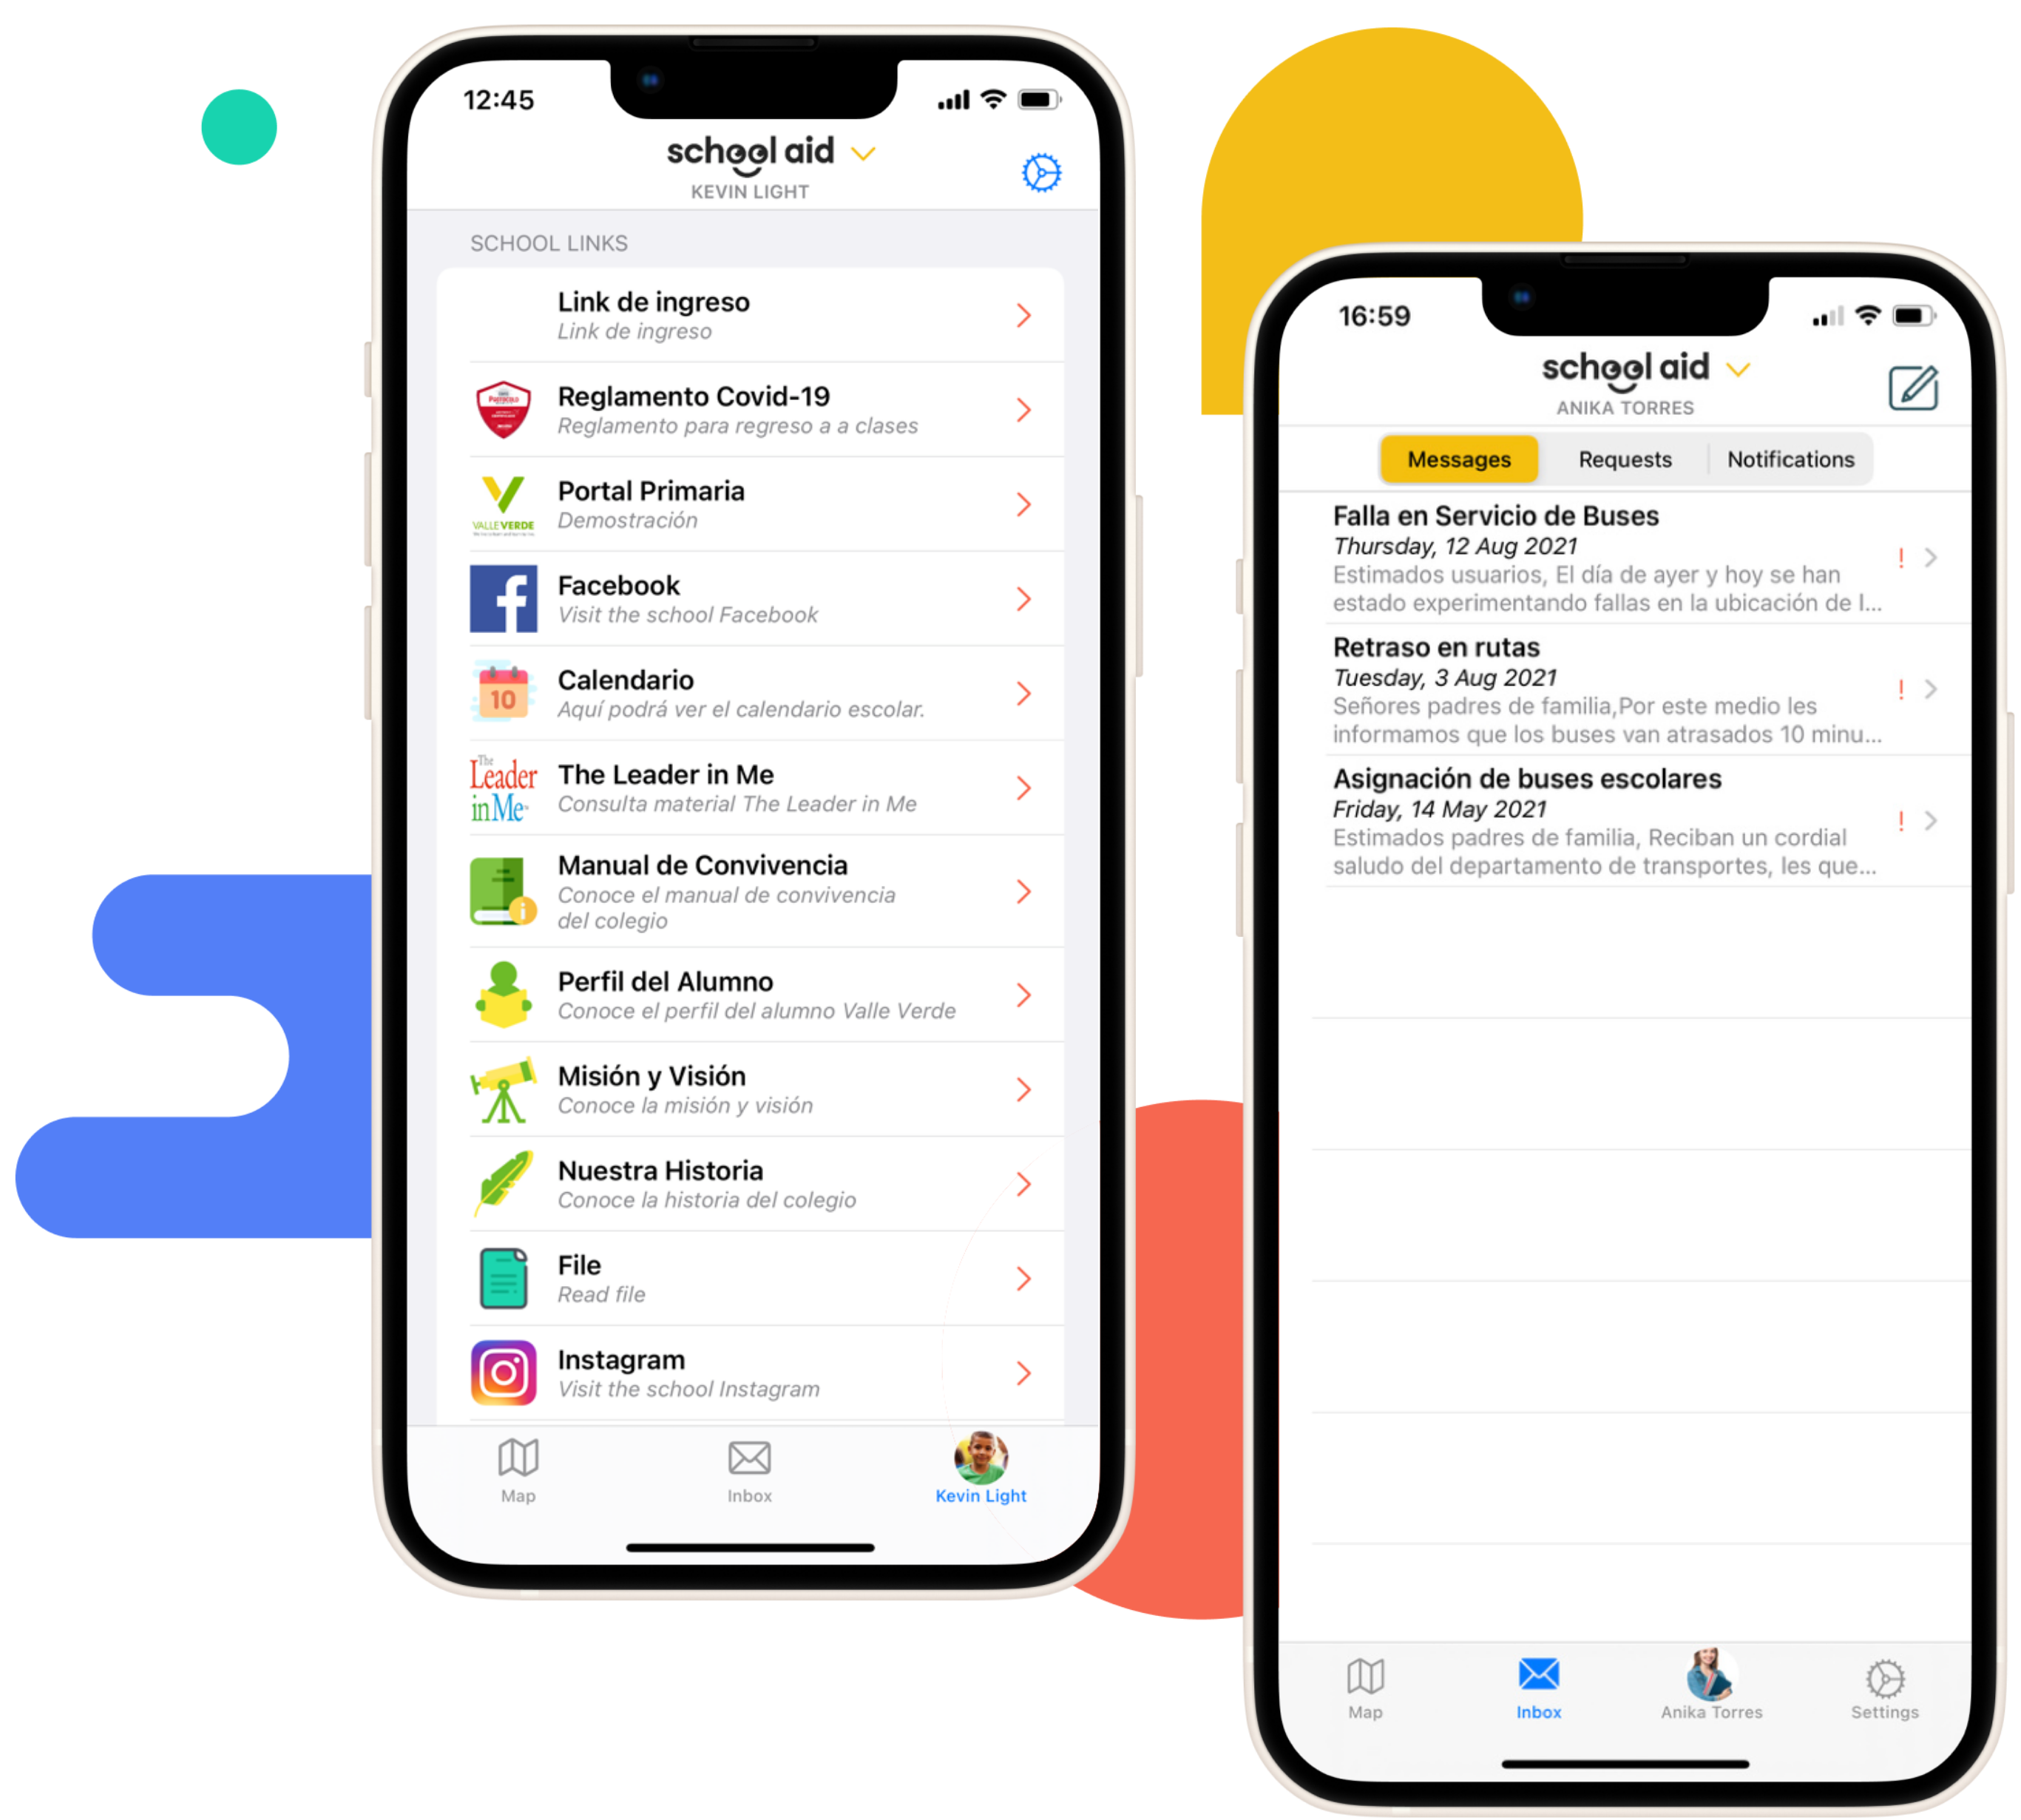 12:45
school aid
KEVIN LIGHT
SCHOOL LINKS
Link de ingreso
Link de ingreso
Reglamento Covid-19
Reglamento para regreso a a clases
Portal Primaria
Demostración
VALLE VERDE
Facebook
Visit the school Facebook
10
Calendario
Aquí podrá ver el calendario escolar.
The
Leader
in Me
The Leader in Me
Consulta material The Leader in Me
Manual de Convivencia
Conoce el manual de convivencia
del colegio
Perfil del Alumno
Conoce el perfil del alumno Valle Verde
Misión y Visión
Conoce la misión y visión
Nuestra Historia
Conoce la historia del colegio
File
Read file
Instagram
Visit the school Instagram
Map
Inbox
Kevin Light
16:59
school aid
ANIKA TORRES
Messages Requests Notifications
Falla en Servicio de Buses
Thursday, 12 Aug 2021
Estimados usuarios, El día de ayer y hoy se han
estado experimentando fallas en la ubicación de l...
!
Retraso en rutas
Tuesday, 3 Aug 2021
Señores padres de familia,Por este medio les
informamos que los buses van atrasados 10 minu...
!
Asignación de buses escolares
Friday, 14 May 2021
Estimados padres de familia, Reciban un cordial
saludo del departamento de transportes, les que...
!
Map
Inbox
Anika Torres
Settings